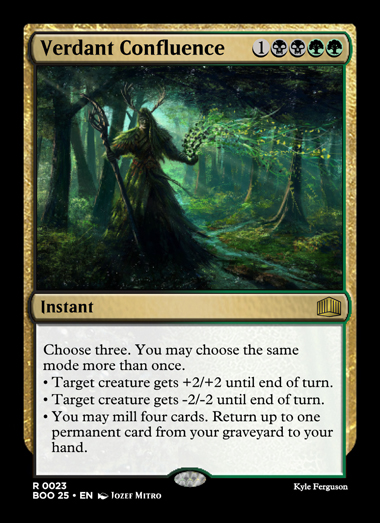 Verdant Confluence 1
Instant
Choose three. You may choose the same
mode more than once.
• Target creature gets +2/+2 until end of turn.
• Target creature gets -2/-2 until end of turn.
• You may mill four cards. Return up to one
permanent card from your graveyard to your
hand.
R 0023
Kyle Ferguson
BOO 25 • EN Jozef Mitro